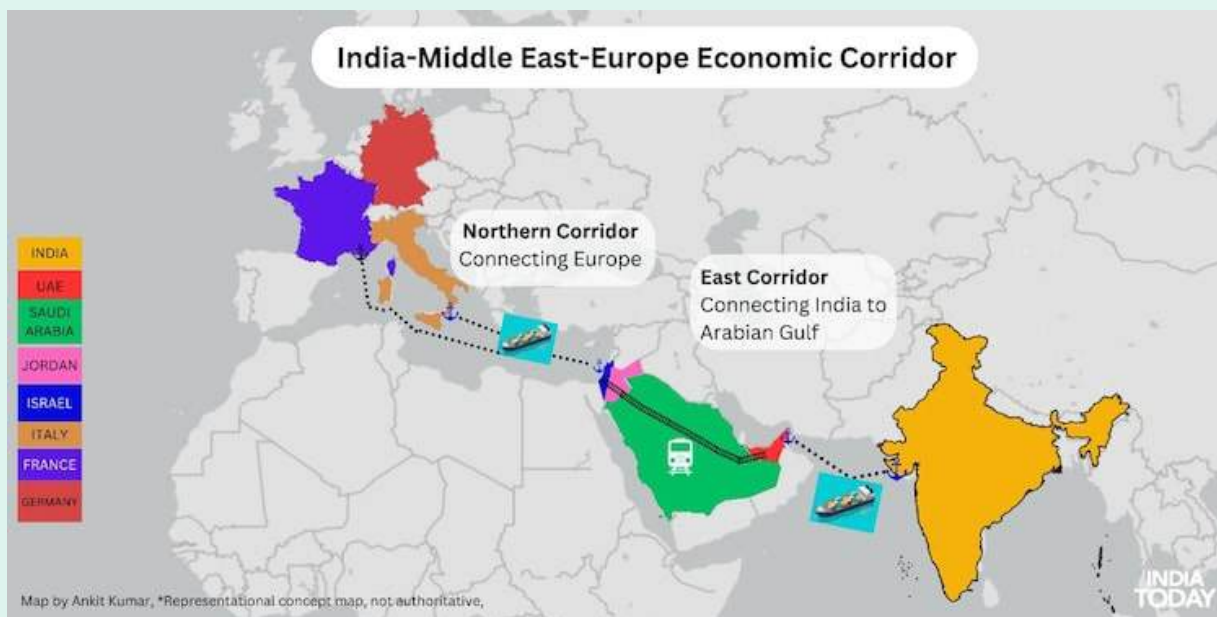 India-Middle East-Europe Economic Corridor
Northern Corridor
Connecting Europe
East Corridor
Connecting India to
Arabian Gulf
INDIA
UAE
SAUDI
ARABIA
JORDAN
ISRAEL
ITALY
FRANCE
GERMANY
Map by Ankit Kumar, *Representational concept map, not authoritative,
INDIA
TODAY